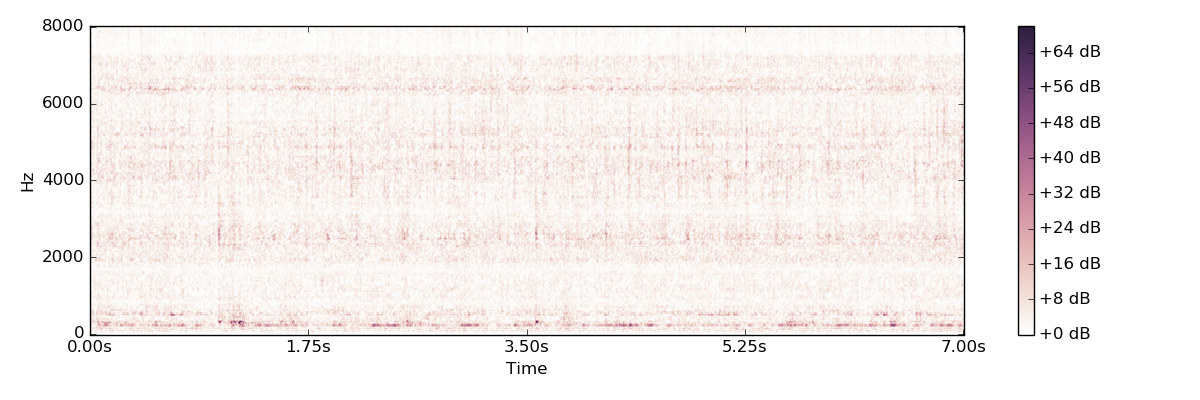 8000
6000
4000
2000
0
Hz
0.00s
1.75s
3.50s
5.25s
7.00s
Time
+64 dB
+56 dB
+48 dB
+40 dB
+32 dB
+24 dB
+16 dB
+8 dB
+0 dB